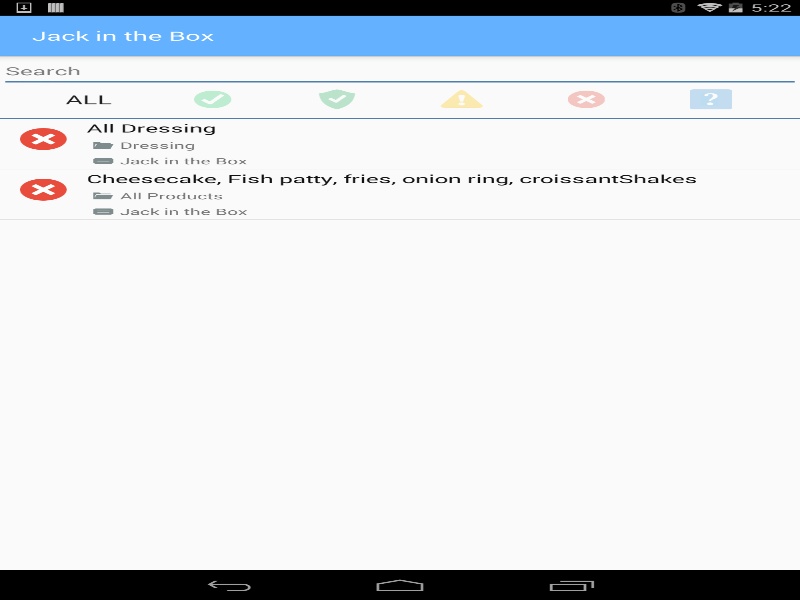 5:22
Jack in the Box
Search
ALL
?
All Dressing
Dressing
Jack in the Box
Cheesecake, Fish patty, fries, onion ring, croissantShakes
All Products
Jack in the Box